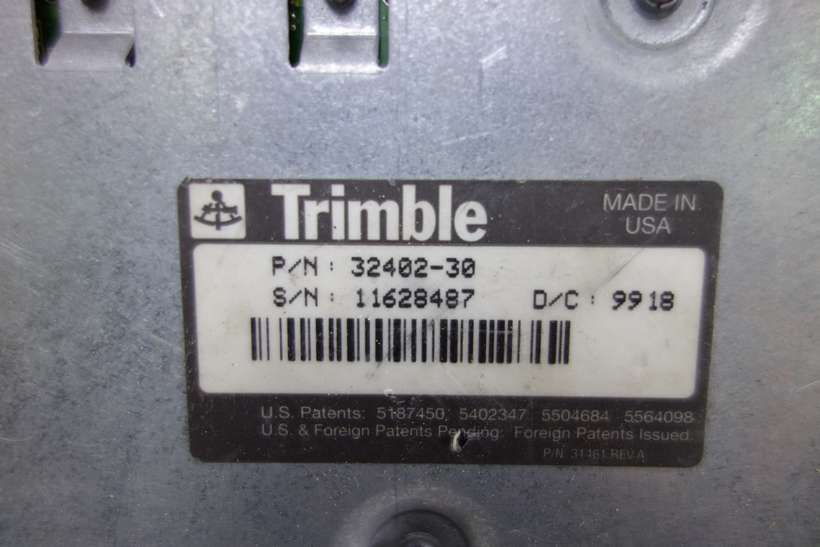 Trimble
MADE IN
USA
P/N: 32402-30
S/N: 11628487 D/C: 9918
U.S. Patents: 5187450, 5402347 5504684 5564098
U.S. & Foreign Patents Pending. Foreign Patents Issued.
P/N 31161 REV.A